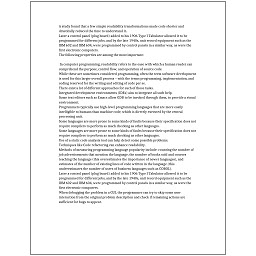 A study found that a few simple readability transformations made code shorter and
drastically reduced the time to understand it.
Later a control panel (plug board) added to his 1906 Type I Tabulator allowed it to be
programmed for different jobs, and by the late 1940s, unit record equipment such as the
IBM 602 and IBM 604, were programmed by control panels in a similar way, as were the
first electronic computers.
The following properties are among the most important:
In computer programming, readability refers to the ease with which a human reader can
comprehend the purpose, control flow, and operation of source code.
While these are sometimes considered programming, often the term software development
is used for this larger overall process – with the terms programming, implementation, and
coding reserved for the writing and editing of code per se.
There exist a lot of different approaches for each of those tasks.
Integrated development environments (IDEs) aim to integrate all such help.
Some text editors such as Emacs allow GDB to be invoked through them, to provide a visual
environment.
Programmers typically use high-level programming languages that are more easily
intelligible to humans than machine code, which is directly executed by the central
processing unit.
Some languages are more prone to some kinds of faults because their specification does not
require compilers to perform as much checking as other languages.
Some languages are more prone to some kinds of faults because their specification does not
require compilers to perform as much checking as other languages.
Use of a static code analysis tool can help detect some possible problems.
Techniques like Code refactoring can enhance readability.
Methods of measuring programming language popularity include: counting the number of
job advertisements that mention the language, the number of books sold and courses
teaching the language (this overestimates the importance of newer languages), and
estimates of the number of existing lines of code written in the language (this
underestimates the number of users of business languages such as COBOL).
Later a control panel (plug board) added to his 1906 Type I Tabulator allowed it to be
programmed for different jobs, and by the late 1940s, unit record equipment such as the
IBM 602 and IBM 604, were programmed by control panels in a similar way, as were the
first electronic computers.
When debugging the problem in a GUI, the programmer can try to skip some user
interaction from the original problem description and check if remaining actions are
sufficient for bugs to appear.